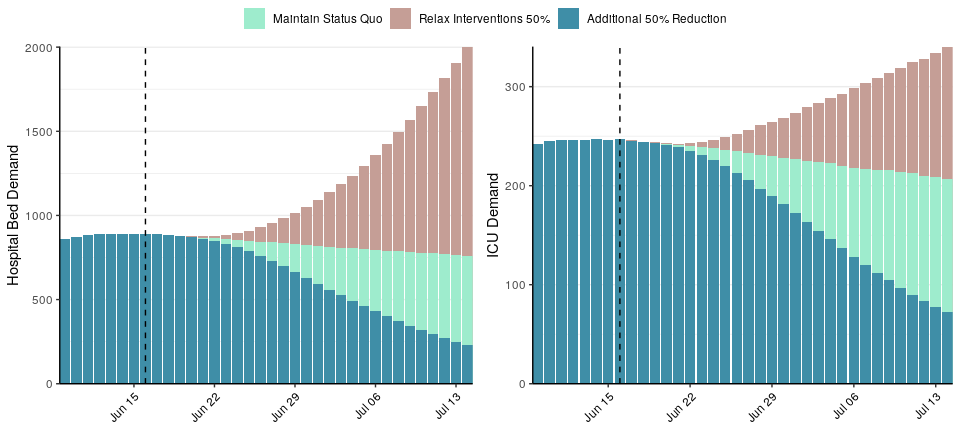 Maintain Status Quo Relax Interventions 50% Additional 50% Reduction
Hospital Bed Demand
2000
1500
1000
500
0
Jun 15 Jun 22 Jun 29 Jul 06 Jul 13
ICU Demand
300
200
100
0
Jun 15 Jun 22 Jun 29 Jul 06 Jul 13